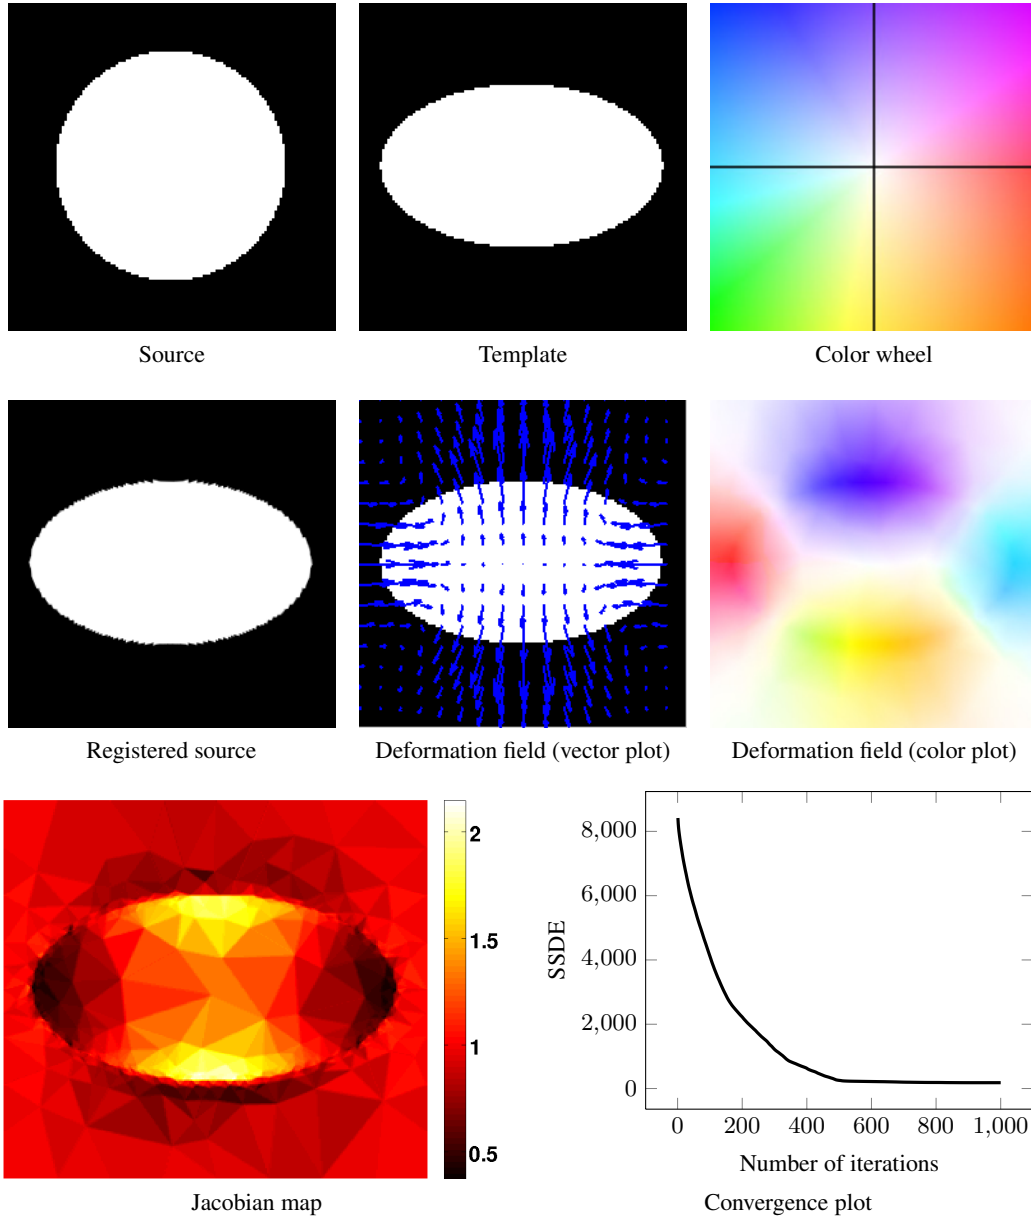 Source
Template
Color wheel
Registered source
Deformation field (vector plot)
Deformation field (color plot)
2
1.5
1
0.5
Jacobian map
8,000
6,000
4,000
2,000
0
SSDE
0 200 400 600 800 1,000
Number of iterations
Convergence plot